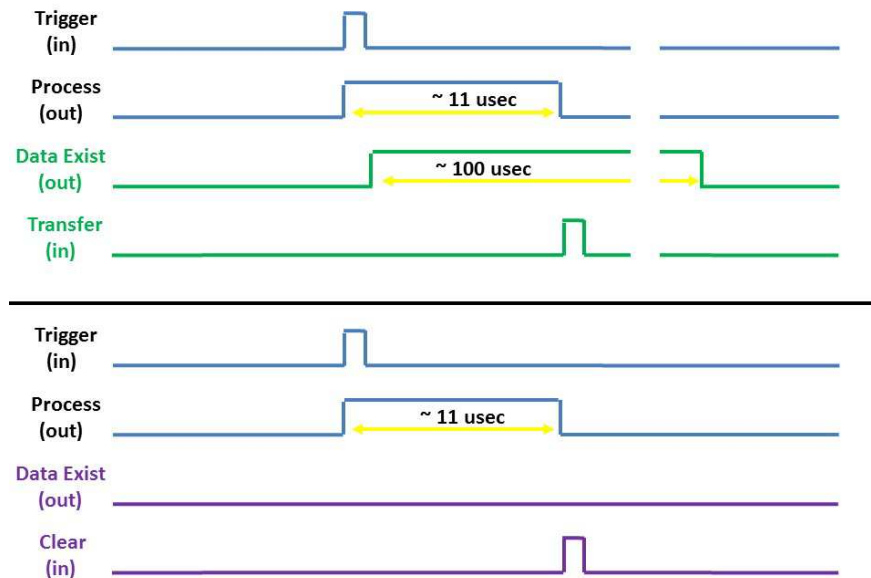 Trigger
(in)
Process
(out)
~ 11 usec
Data Exist
(out)
~ 100 usec
Transfer
(in)
Trigger
(in)
Process
(out)
~ 11 usec
Data Exist
(out)
Clear
(in)